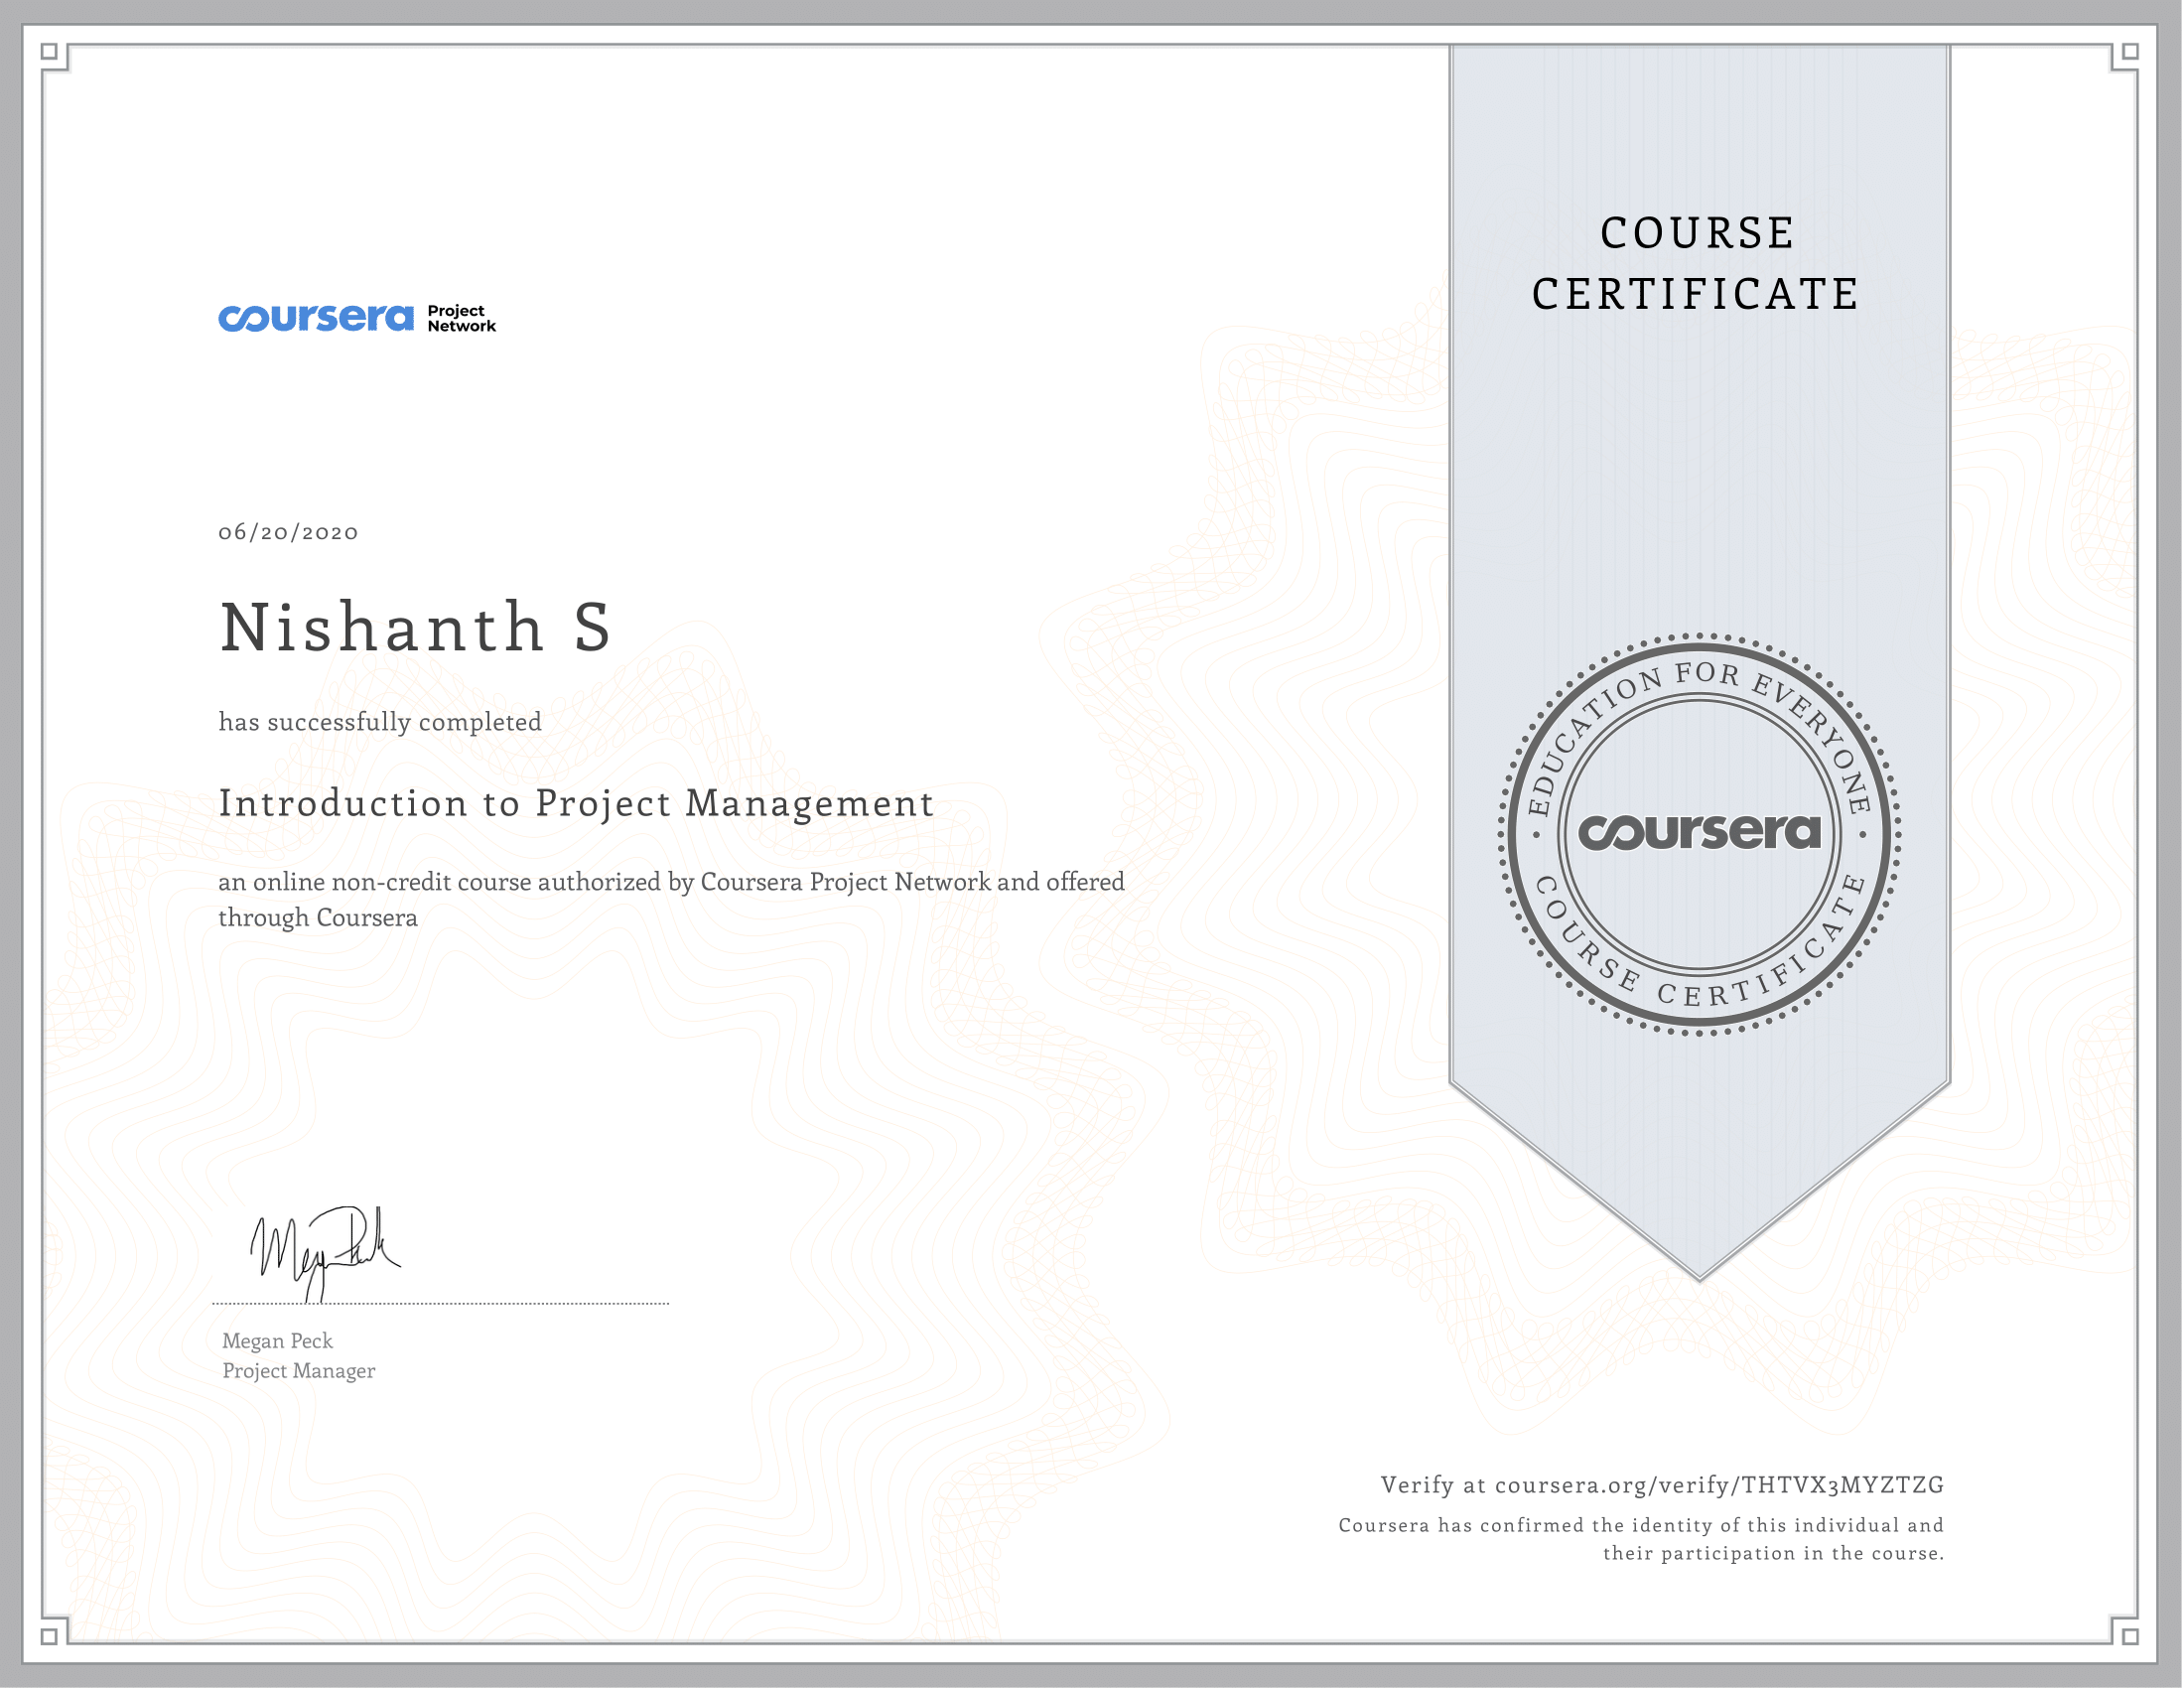 coursera Project
Network
COURSE
CERTIFICATE
06/20/2020
Nishanth S
has successfully completed
Introduction to Project Management
an online non-credit course authorized by Coursera Project Network and offered
through Coursera
EDUCATION FOR EVERYONE
coursera
COURSE CERTIFICATE
Megan Peck
Megan Peck
Project Manager
Verify at coursera.org/verify/THTVX3MYZTZG
Coursera has confirmed the identity of this individual and
their participation in the course.